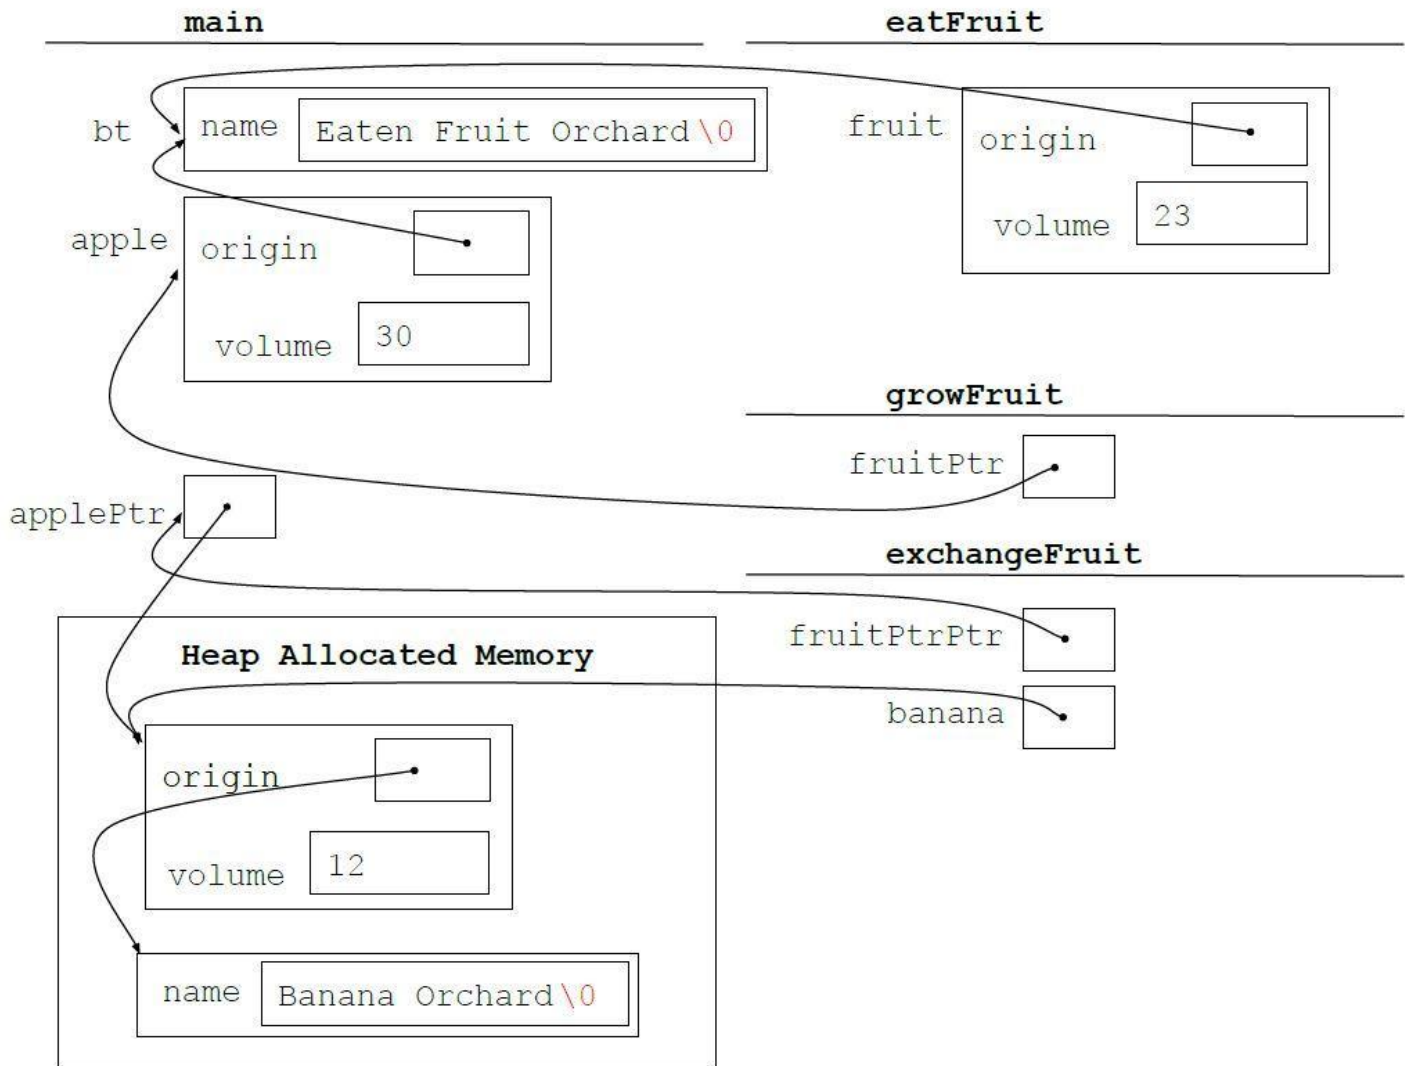 main
eatFruit
bt
name
Eaten Fruit Orchard\0
fruit
origin
volume
23
apple
origin
volume
30
growFruit
fruitPtr
applePtr
exchangeFruit
fruitPtrPtr
banana
Heap Allocated Memory
origin
volume
12
name
Banana Orchard\0